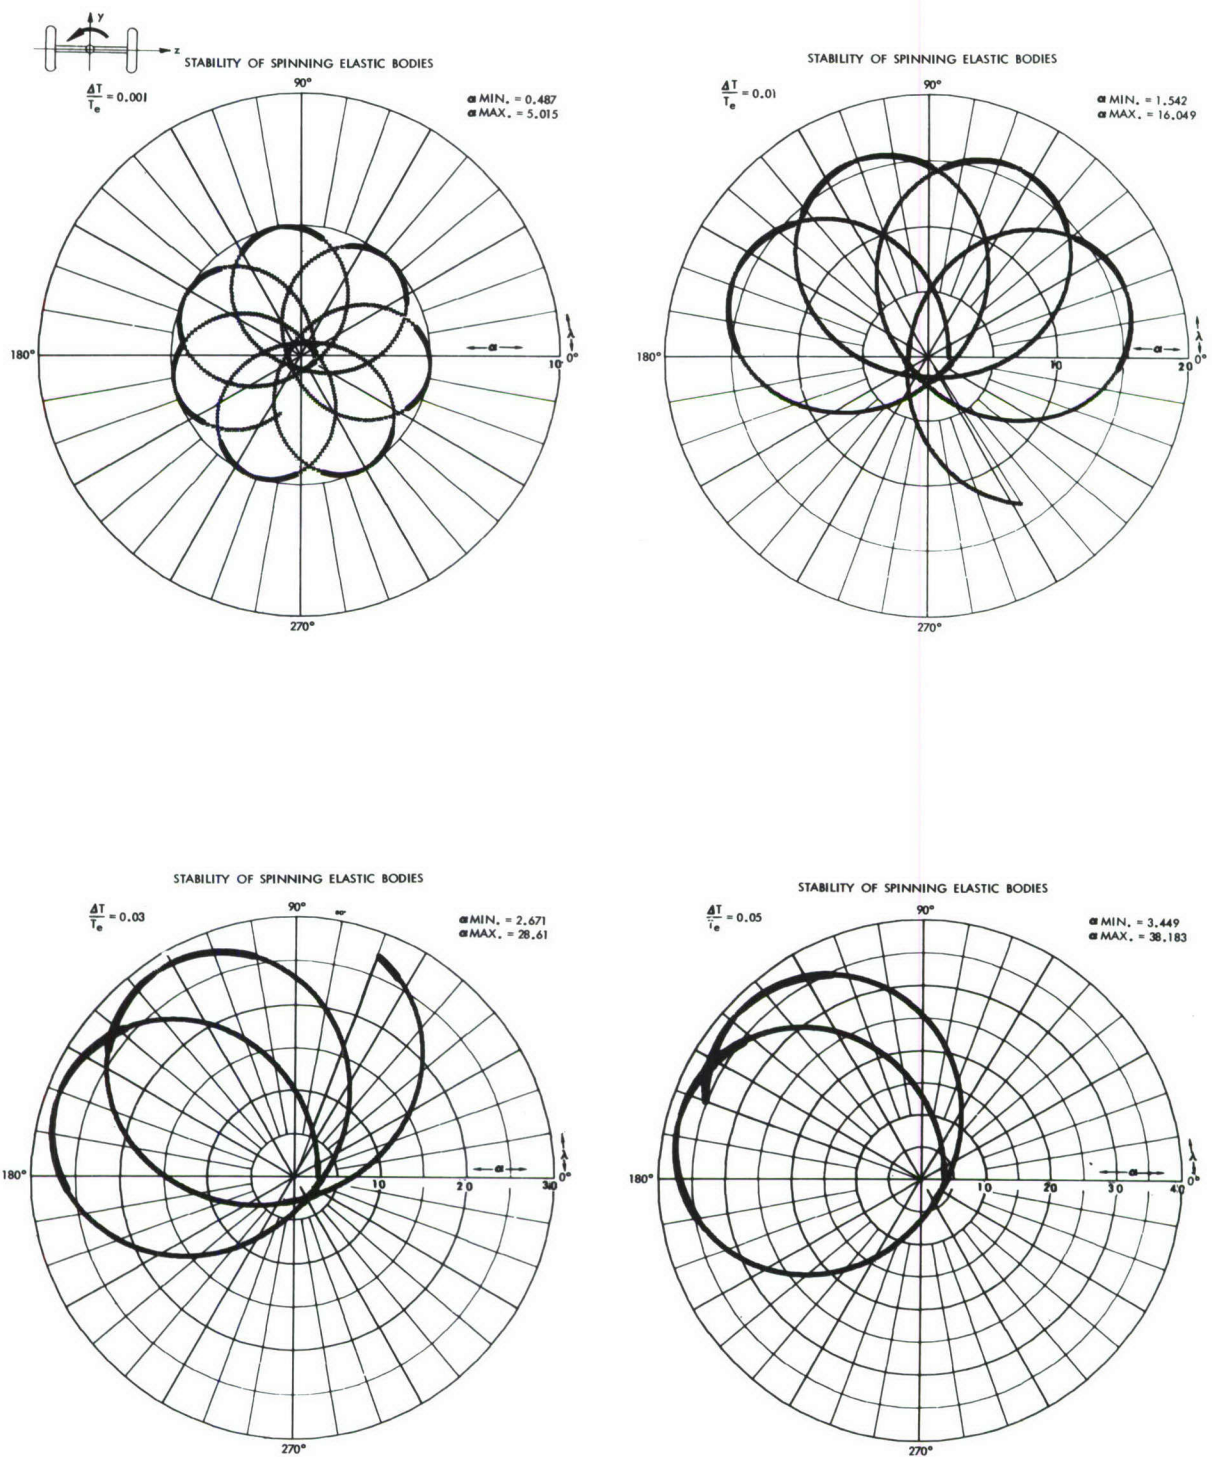 y
z
STABILITY OF SPINNING ELASTIC BODIES
ΔT/Tₑ = 0.001
α MIN. = 0.487
α MAX. = 5.015
90°
180°
α
10
λ
0°
270°
STABILITY OF SPINNING ELASTIC BODIES
ΔT/Tₑ = 0.01
α MIN. = 1.542
α MAX. = 16.049
90°
180°
10
α
20
λ
0°
270°
STABILITY OF SPINNING ELASTIC BODIES
ΔT/Tₑ = 0.03
α MIN. = 2.671
α MAX. = 28.61
90°
180°
10
20
α
30
λ
0°
270°
STABILITY OF SPINNING ELASTIC BODIES
ΔT/Tₑ = 0.05
α MIN. = 3.449
α MAX. = 38.183
90°
180°
10
20
30
α
40
λ
0°
270°